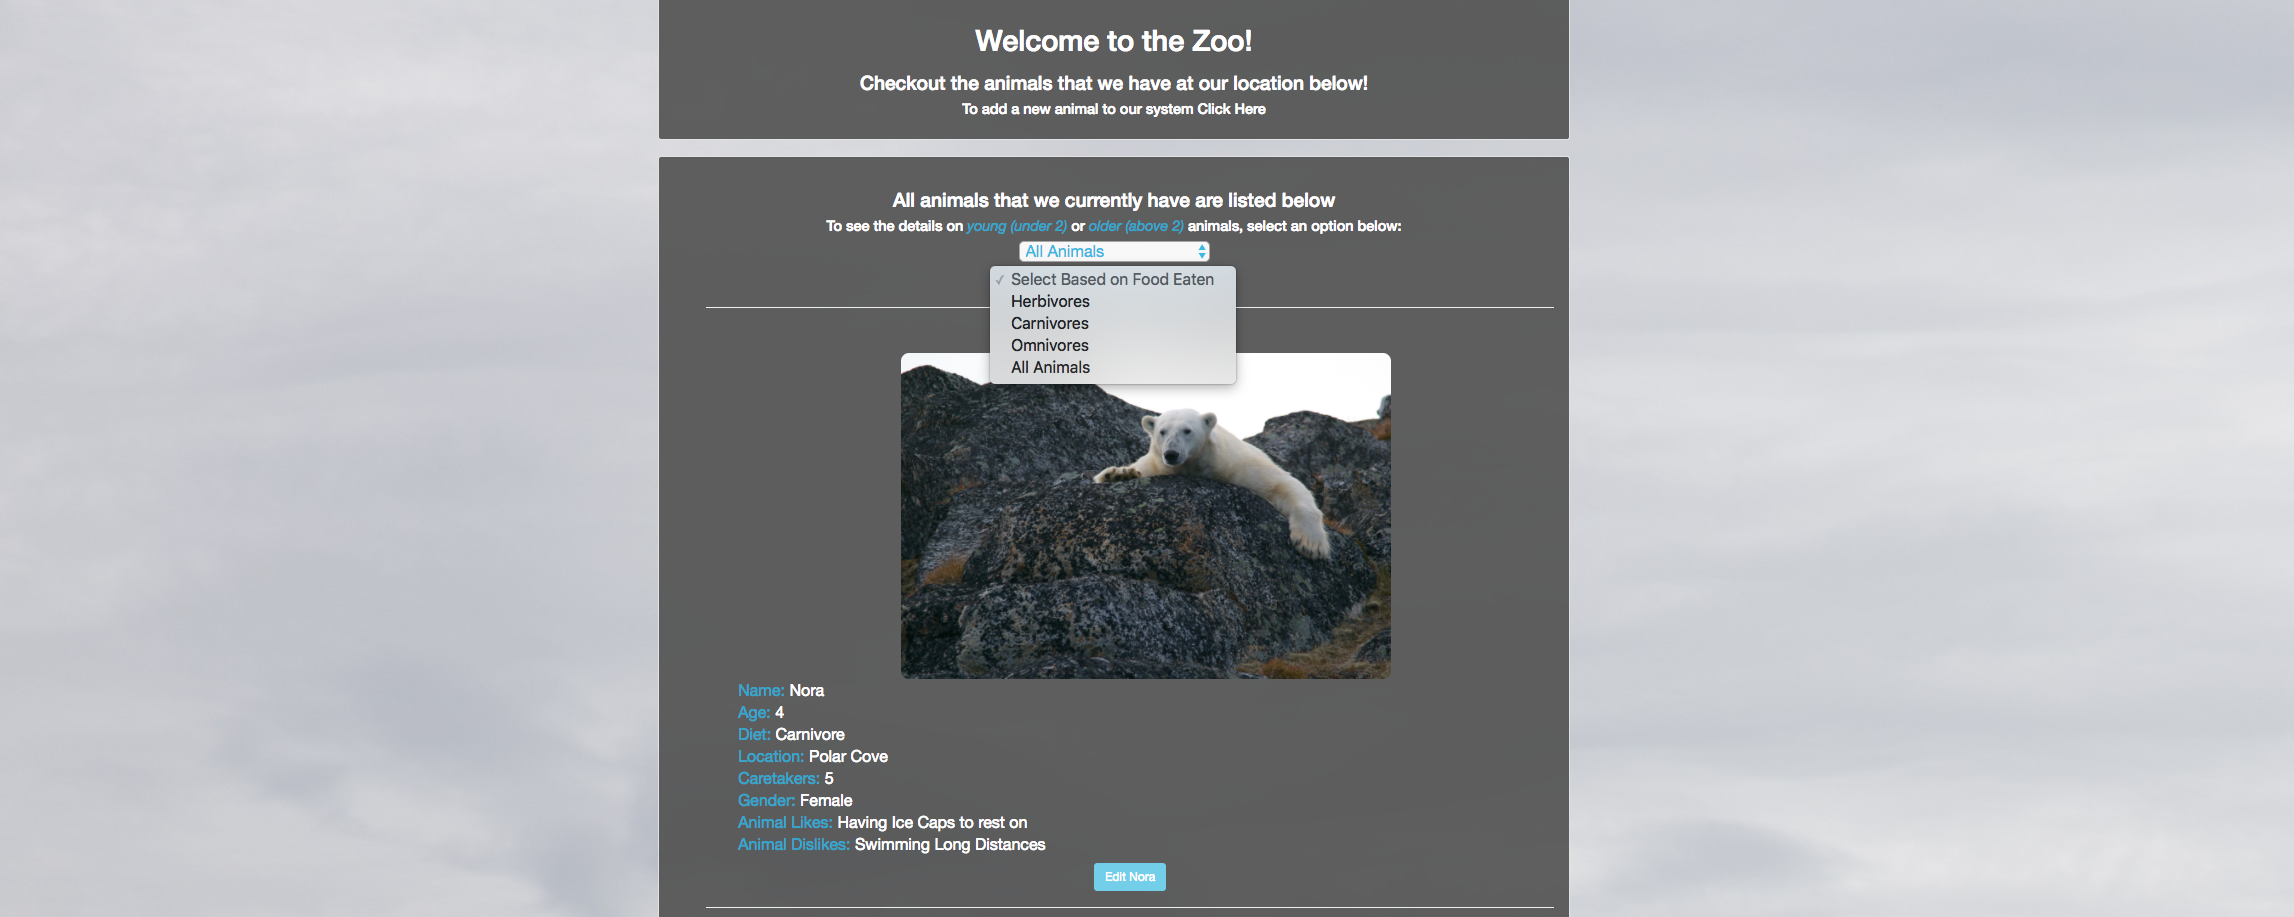 Welcome to the Zoo!
Checkout the animals that we have at our location below!
To add a new animal to our system Click Here
All animals that we currently have are listed below
To see the details on young (under 2) or older (above 2) animals, select an option below:
All Animals
✓ Select Based on Food Eaten
Herbivores
Carnivores
Omnivores
All Animals
Name: Nora
Age: 4
Diet: Carnivore
Location: Polar Cove
Caretakers: 5
Gender: Female
Animal Likes: Having Ice Caps to rest on
Animal Dislikes: Swimming Long Distances
Edit Nora